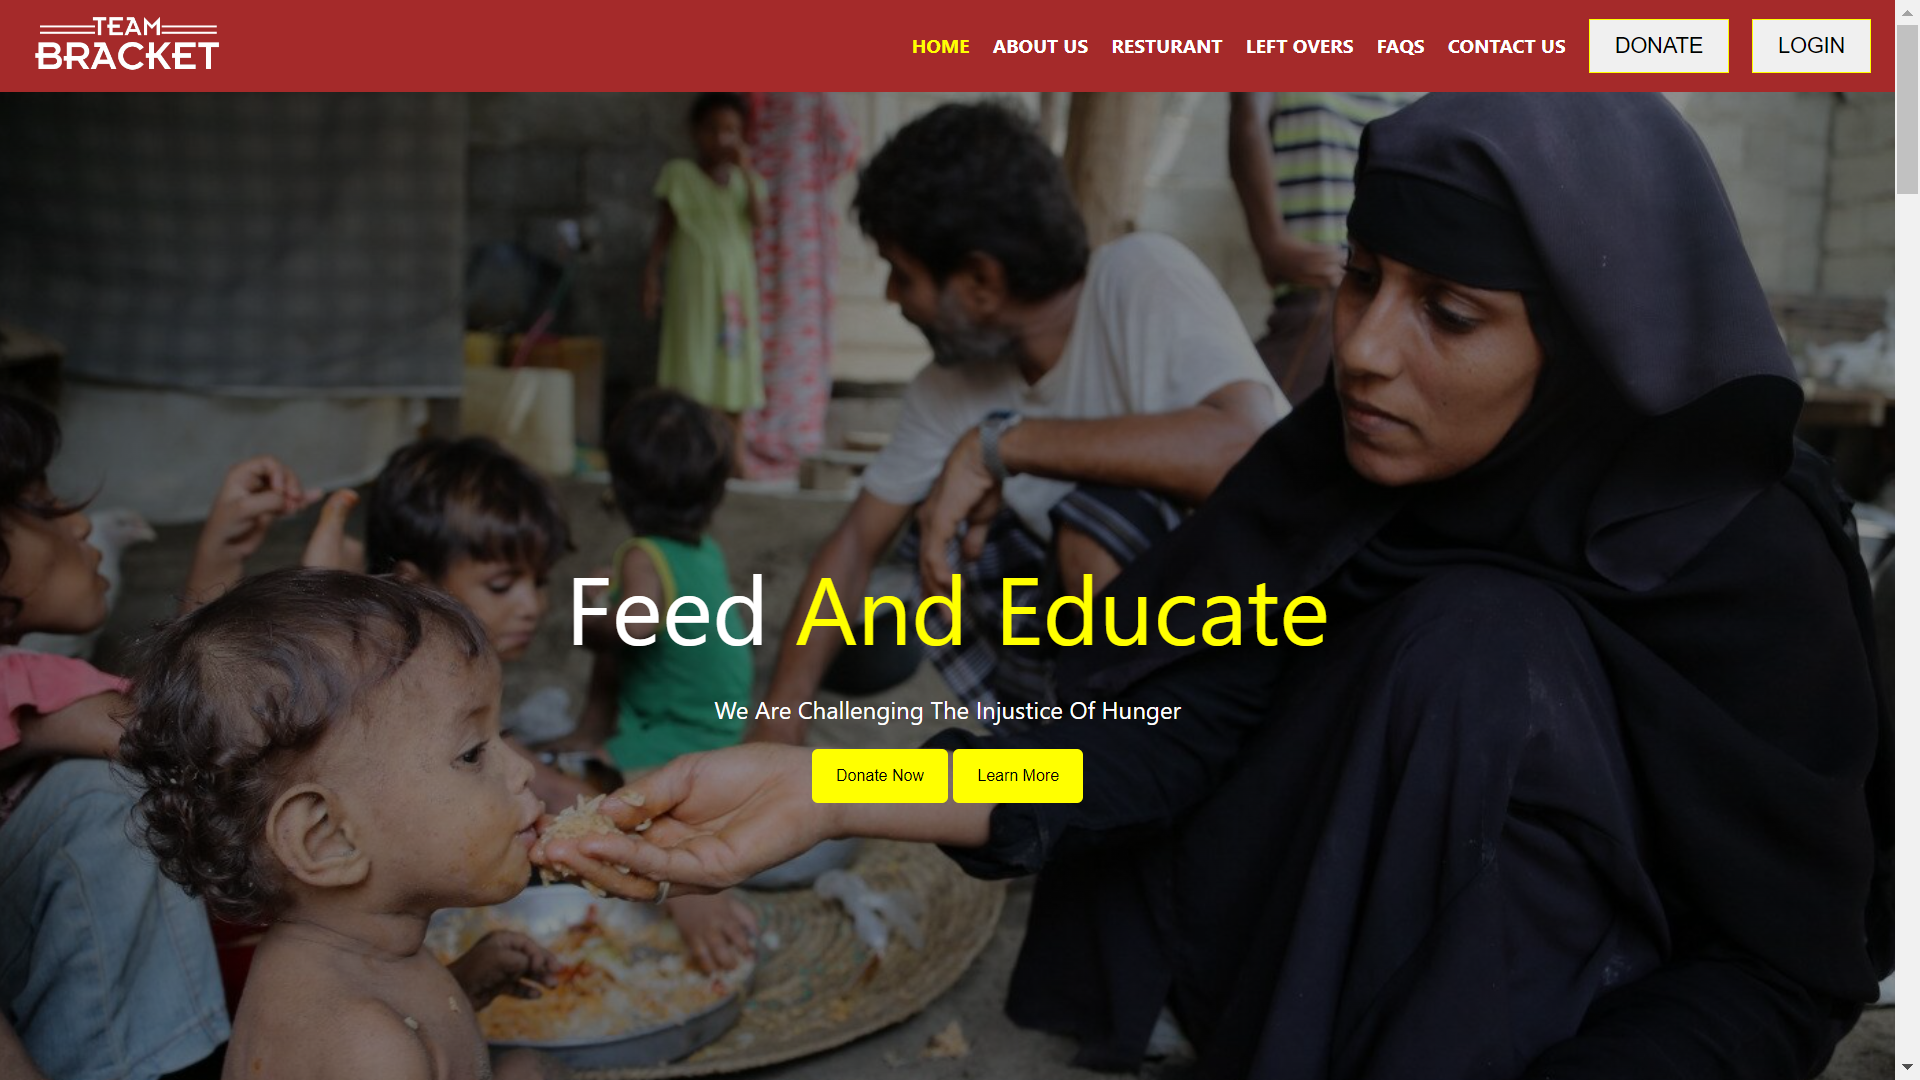 TEAM
BRACKET
HOME ABOUT US RESTURANT LEFT OVERS FAQS CONTACT US DONATE LOGIN
Feed And Educate
We Are Challenging The Injustice Of Hunger
Donate Now Learn More